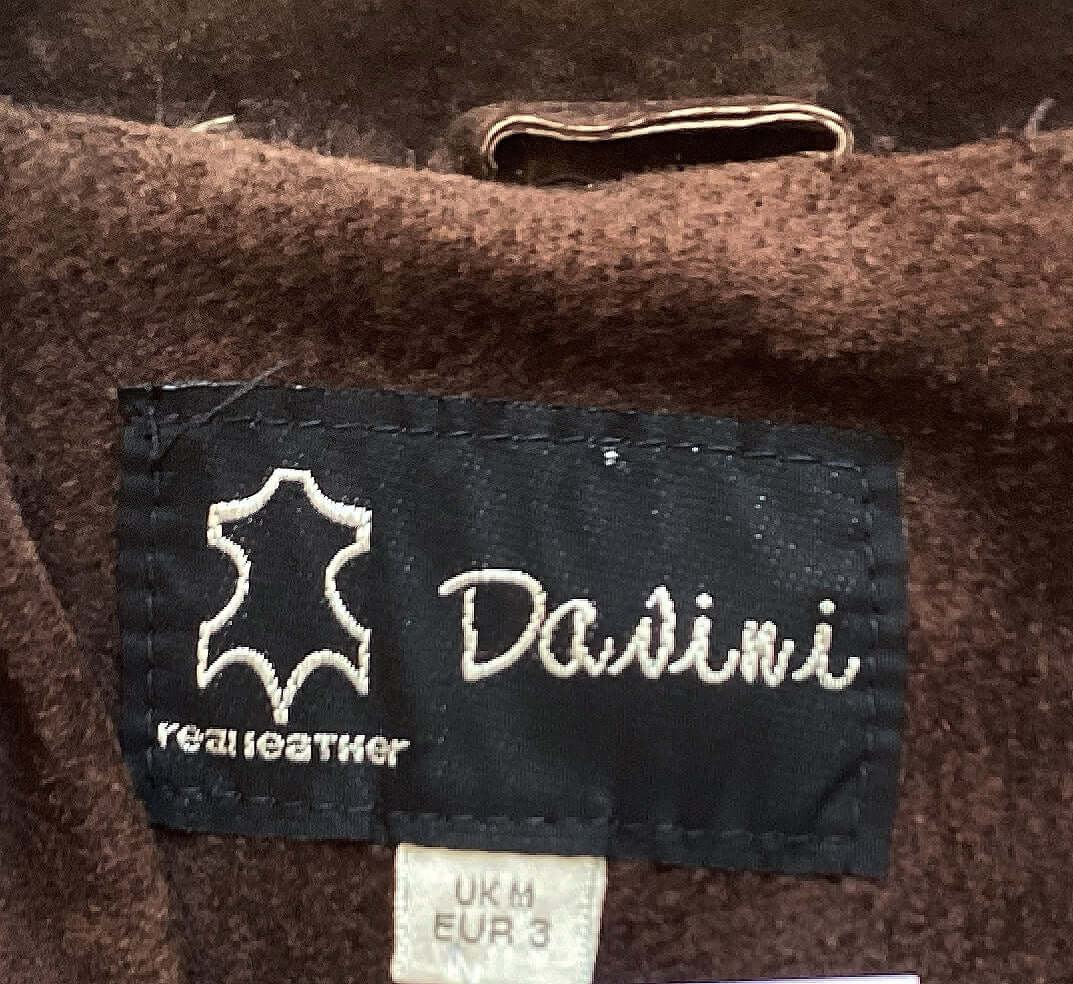 Davini
real leather
UK M
EUR 3